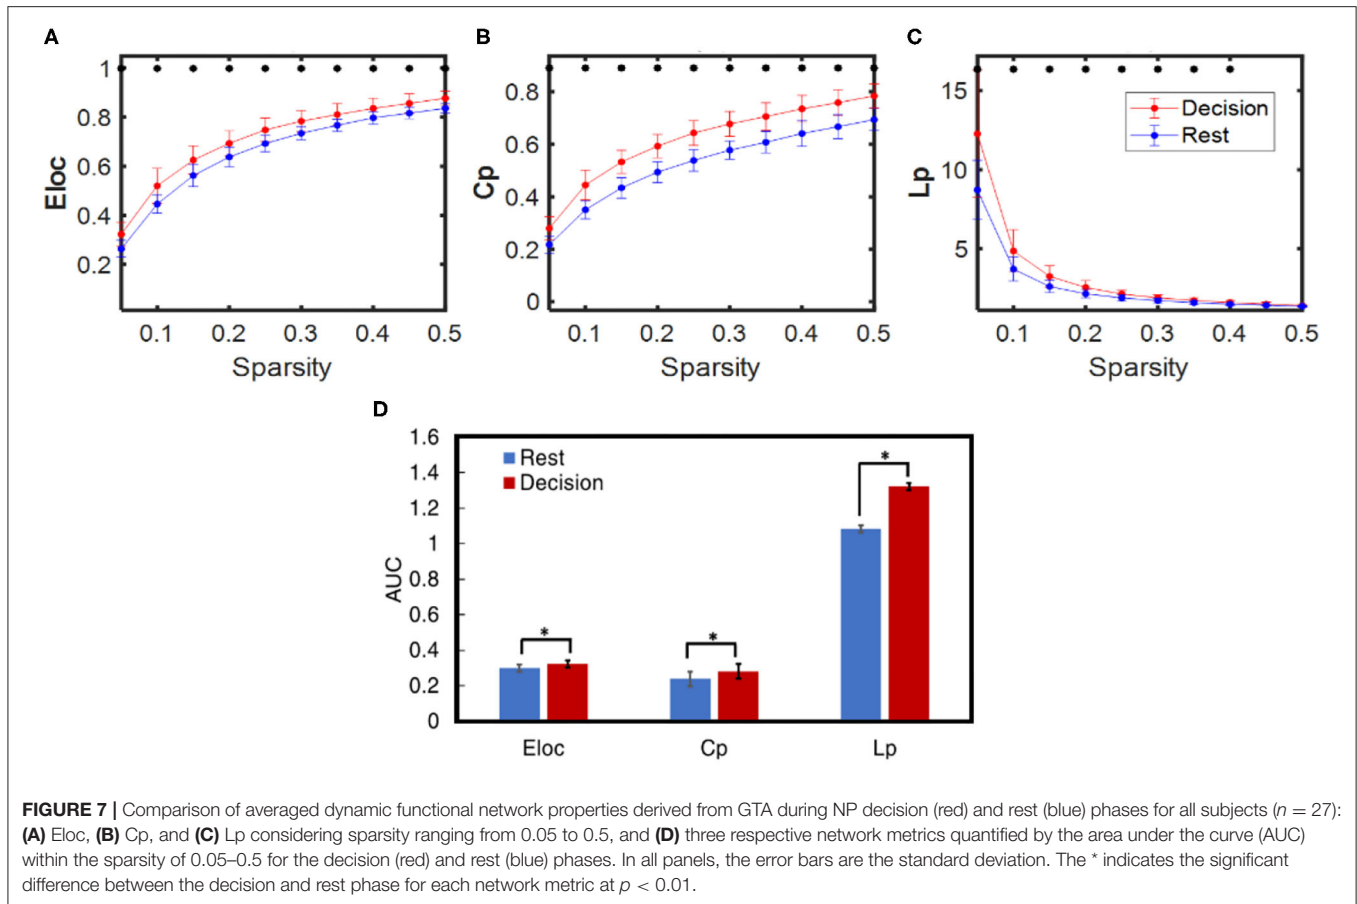 A
B
C
1
0.8
0.6
0.4
0.2
Eloc
0.1 0.2 0.3 0.4 0.5
Sparsity
0.8
0.6
0.4
0.2
0
Cp
0.1 0.2 0.3 0.4 0.5
Sparsity
15
10
5
Lp
Decision
Rest
0.1 0.2 0.3 0.4 0.5
Sparsity
D
1.6
1.4
1.2
1
0.8
0.6
0.4
0.2
0
AUC
Rest
Decision
*
*
*
Eloc Cp Lp
FIGURE 7 | Comparison of averaged dynamic functional network properties derived from GTA during NP decision (red) and rest (blue) phases for all subjects (n = 27):
(A) Eloc, (B) Cp, and (C) Lp considering sparsity ranging from 0.05 to 0.5, and (D) three respective network metrics quantified by the area under the curve (AUC)
within the sparsity of 0.05–0.5 for the decision (red) and rest (blue) phases. In all panels, the error bars are the standard deviation. The * indicates the significant
difference between the decision and rest phase for each network metric at p < 0.01.